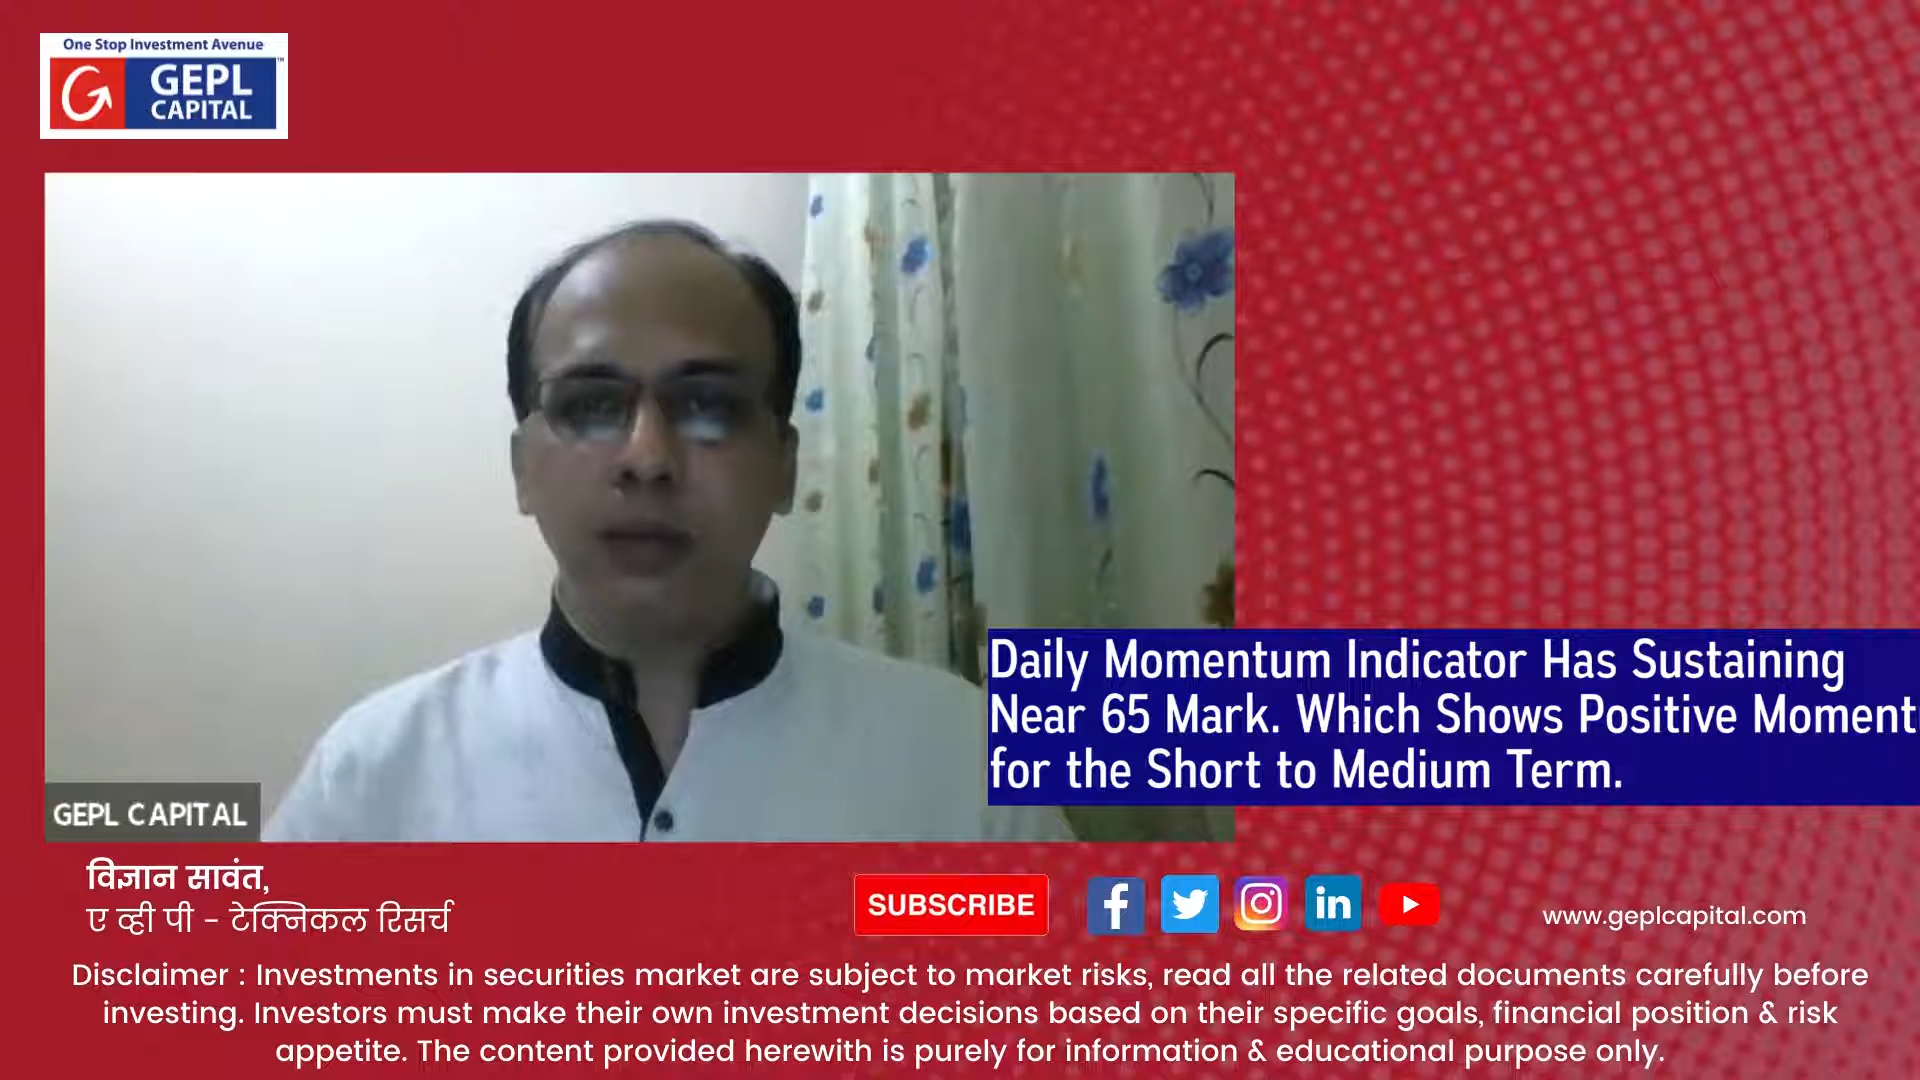 One Stop Investment Avenue
GEPL
CAPITAL
Daily Momentum Indicator Has Sustaining
Near 65 Mark. Which Shows Positive Moment
for the Short to Medium Term.
GEPL CAPITAL
विज्ञान सावंत,
ए व्ही पी - टेक्निकल रिसर्च
SUBSCRIBE
www.geplcapital.com
Disclaimer : Investments in securities market are subject to market risks, read all the related documents carefully before
investing. Investors must make their own investment decisions based on their specific goals, financial position & risk
appetite. The content provided herewith is purely for information & educational purpose only.